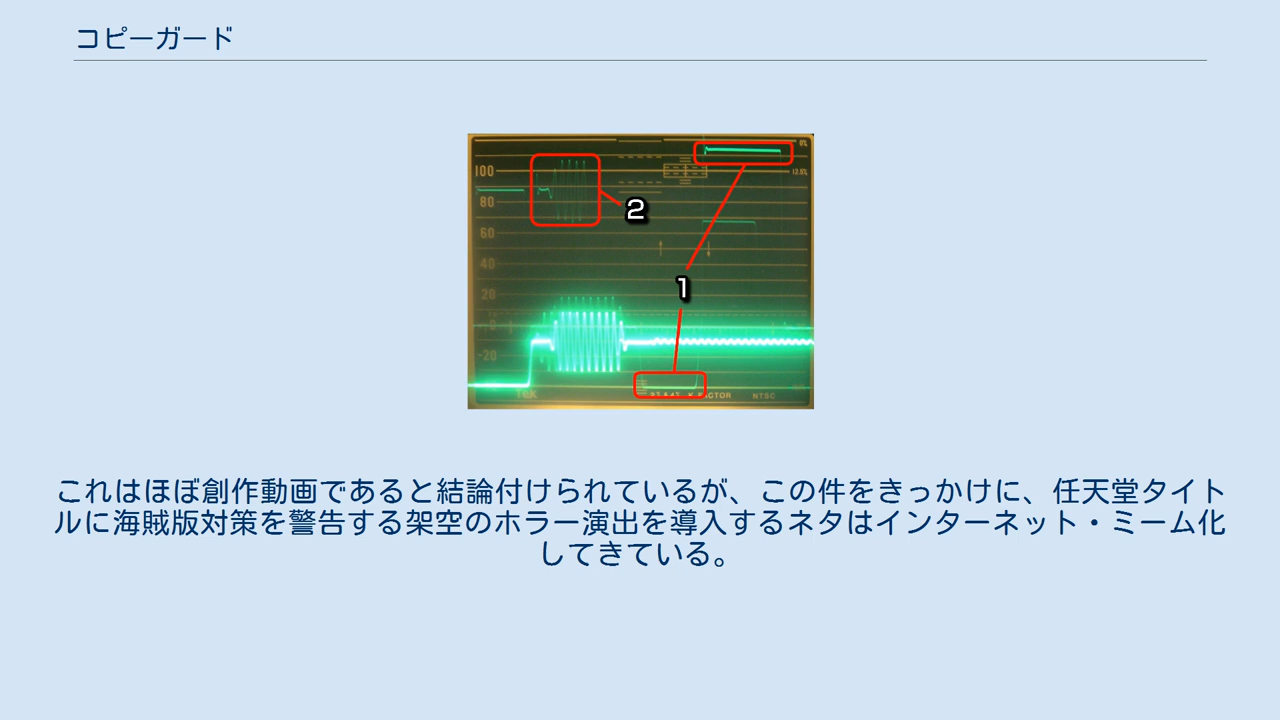 コピーガード
0%
100
12.5%
80
2
60
40
1
20
-20
Tek
K FACTOR
NTSC
これはほぼ創作動画であると結論付けられているが、この件をきっかけに、任天堂タイト
ルに海賊版対策を警告する架空のホラー演出を導入するネタはインターネット・ミーム化
してきている。